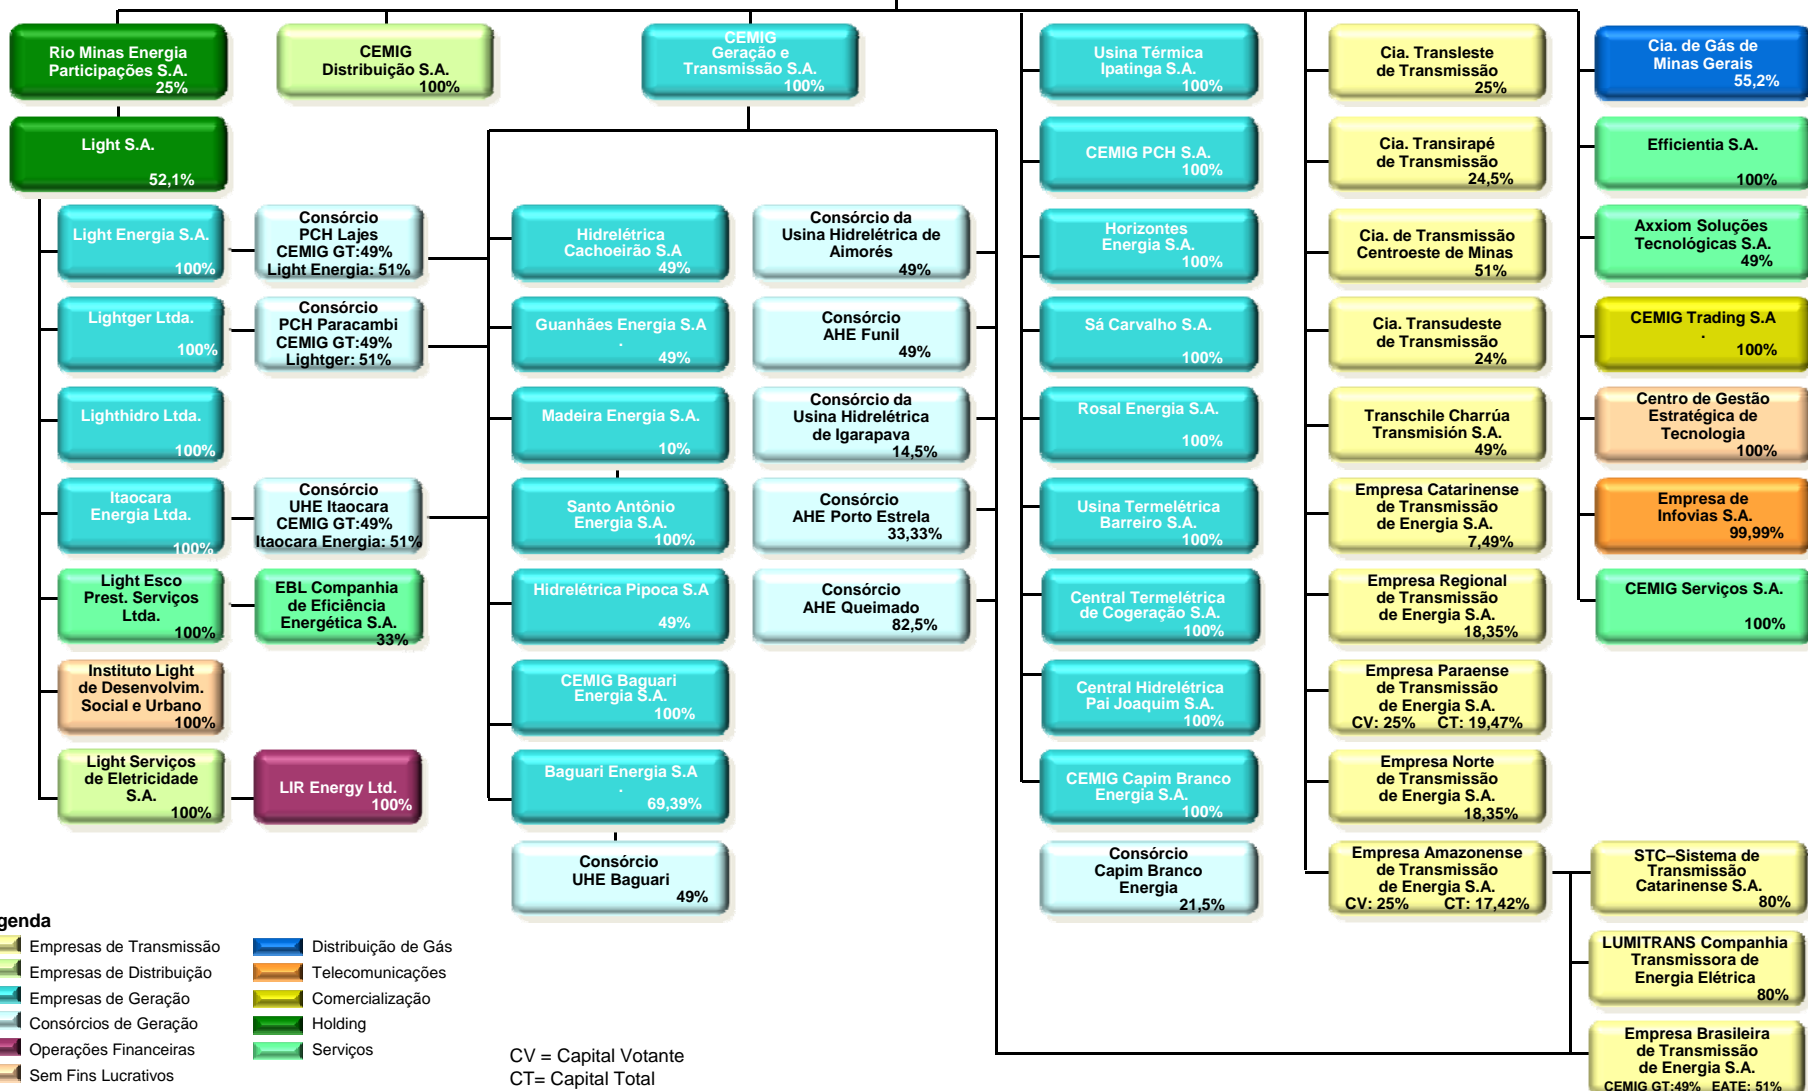 Rio Minas Energia
Participações S.A.
25%
Light S.A.
52,1%
Light Energia S.A.
100%
Lightger Ltda.
100%
Lighthidro Ltda.
100%
Itaocara
Energia Ltda.
100%
Light Esco
Prest. Serviços
Ltda.
100%
Instituto Light
de Desenvolvim.
Social e Urbano
100%
Light Serviços
de Eletricidade
S.A.
100%
Consórcio
PCH Lajes
CEMIG GT:49%
Light Energia: 51%
Consórcio
PCH Paracambi
CEMIG GT:49%
Lightger: 51%
Consórcio
UHE Itaocara
CEMIG GT:49%
Itaocara Energia: 51%
EBL Companhia
de Eficiência
Energética S.A.
33%
LIR Energy Ltd.
100%
CEMIG
Distribuição S.A.
100%
CEMIG
Geração e
Transmissão S.A.
100%
Hidrelétrica
Cachoeirão S.A
49%
Guanhães Energia S.A
.
49%
Madeira Energia S.A.
10%
Santo Antônio
Energia S.A.
100%
Hidrelétrica Pipoca S.A
49%
CEMIG Baguari
Energia S.A.
100%
Baguari Energia S.A
.
69,39%
Consórcio
UHE Baguari
49%
Consórcio da
Usina Hidrelétrica de
Aimorés
49%
Consórcio
AHE Funil
49%
Consórcio da
Usina Hidrelétrica
de Igarapava
14,5%
Consórcio
AHE Porto Estrela
33,33%
Consórcio
AHE Queimado
82,5%
Usina Térmica
Ipatinga S.A.
100%
CEMIG PCH S.A.
100%
Horizontes
Energia S.A.
100%
Sá Carvalho S.A.
100%
Rosal Energia S.A.
100%
Usina Termelétrica
Barreiro S.A.
100%
Central Termelétrica
de Cogeração S.A.
100%
Central Hidrelétrica
Pai Joaquim S.A.
100%
CEMIG Capim Branco
Energia S.A.
100%
Consórcio
Capim Branco
Energia
21,5%
Cia. Transleste
de Transmissão
25%
Cia. Transirapé
de Transmissão
24,5%
Cia. de Transmissão
Centroeste de Minas
51%
Cia. Transudeste
de Transmissão
24%
Transchile Charrúa
Transmisión S.A.
49%
Empresa Catarinense
de Transmissão
de Energia S.A.
7,49%
Empresa Regional
de Transmissão
de Energia S.A.
18,35%
Empresa Paraense
de Transmissão
de Energia S.A.
CV: 25% CT: 19,47%
Empresa Norte
de Transmissão
de Energia S.A.
18,35%
Empresa Amazonense
de Transmissão
de Energia S.A.
CV: 25% CT: 17,42%
Cia. de Gás de
Minas Gerais
55,2%
Efficientia S.A.
100%
Axxiom Soluções
Tecnológicas S.A.
49%
CEMIG Trading S.A
.
100%
Centro de Gestão
Estratégica de
Tecnologia
100%
Empresa de
Infovias S.A.
99,99%
CEMIG Serviços S.A.
100%
STC–Sistema de
Transmissão
Catarinense S.A.
80%
LUMITRANS Companhia
Transmissora de
Energia Elétrica
80%
Empresa Brasileira
de Transmissão
de Energia S.A.
CEMIG GT:49% EATE: 51%
genda
Empresas de Transmissão
Empresas de Distribuição
Empresas de Geração
Consórcios de Geração
Operações Financeiras
Sem Fins Lucrativos
Distribuição de Gás
Telecomunicações
Comercialização
Holding
Serviços
CV = Capital Votante
CT= Capital Total